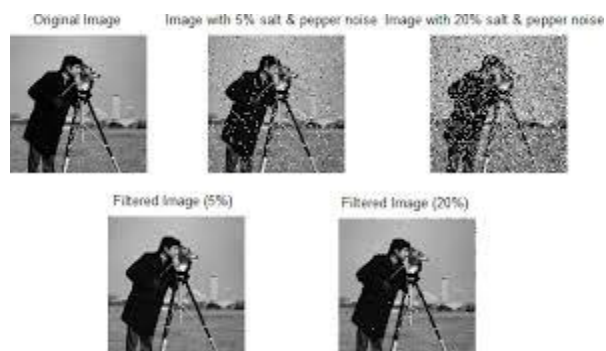 Original Image
Image with 5% salt & pepper noise
Image with 20% salt & pepper noise
Filtered Image (5%)
Filtered Image (20%)